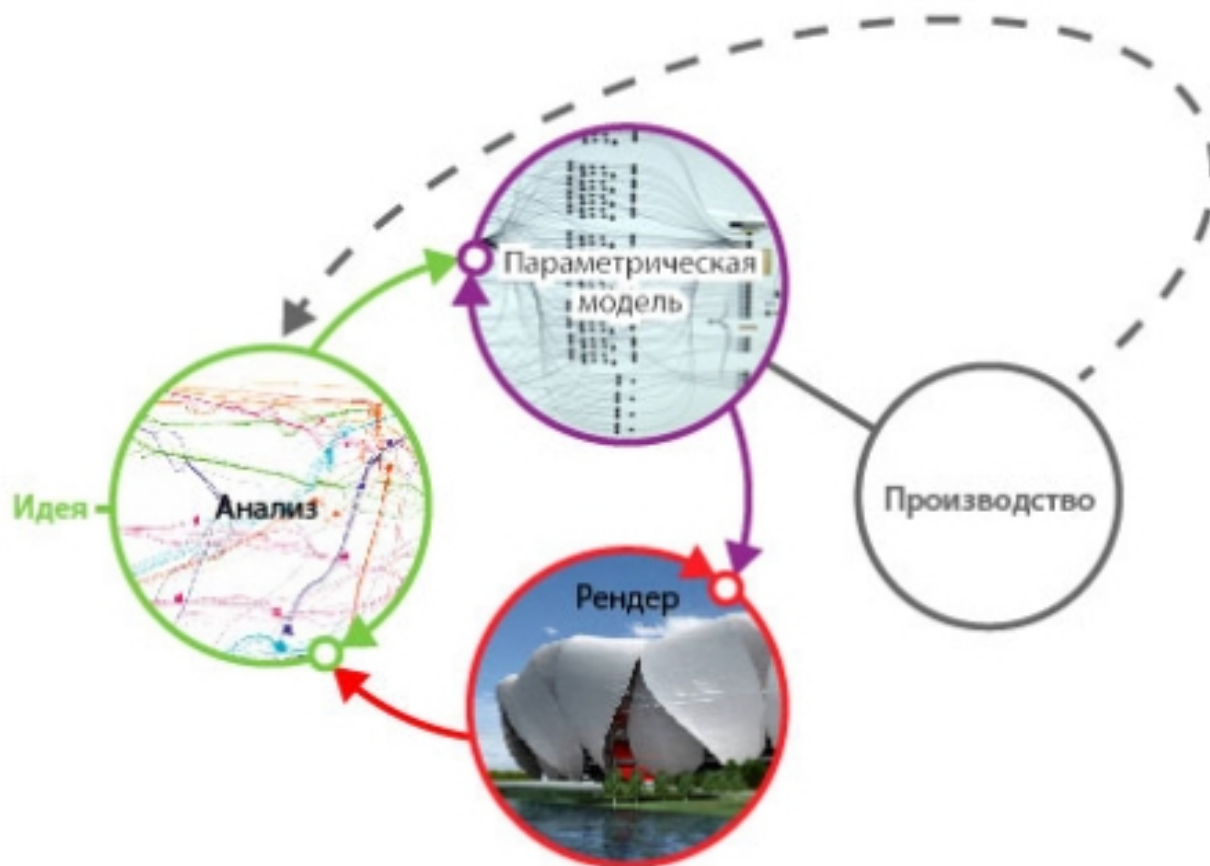 Параметрическая
модель
Идея
Анализ
Производство
Рендер